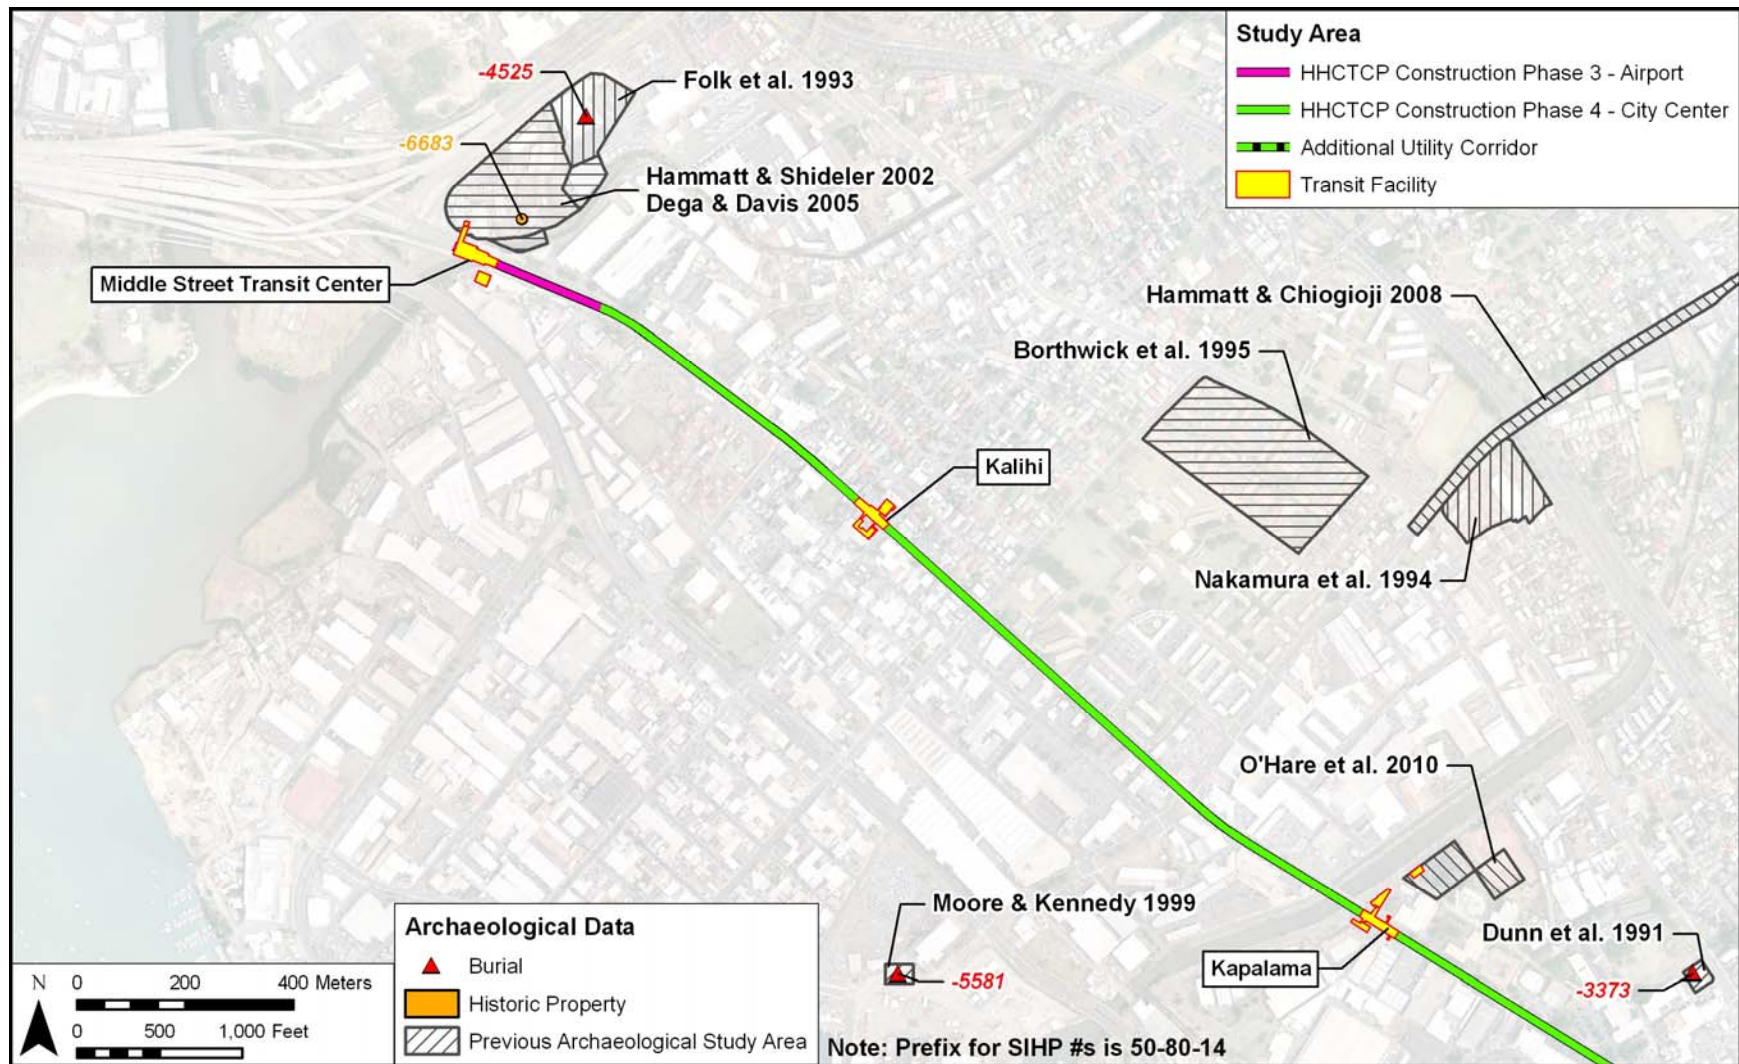 Study Area
HHCTCP Construction Phase 3 - Airport
HHCTCP Construction Phase 4 - City Center
Additional Utility Corridor
Transit Facility
-4525
Folk et al. 1993
-6683
Hammatt & Shideler 2002
Dega & Davis 2005
Middle Street Transit Center
Hammatt & Chiogioji 2008
Borthwick et al. 1995
Kalihi
Nakamura et al. 1994
O'Hare et al. 2010
Moore & Kennedy 1999
Dunn et al. 1991
Kapalama
-5581
-3373
Archaeological Data
Burial
Historic Property
Previous Archaeological Study Area
N
0 200 400 Meters
0 500 1,000 Feet
Note: Prefix for SIHP #s is 50-80-14